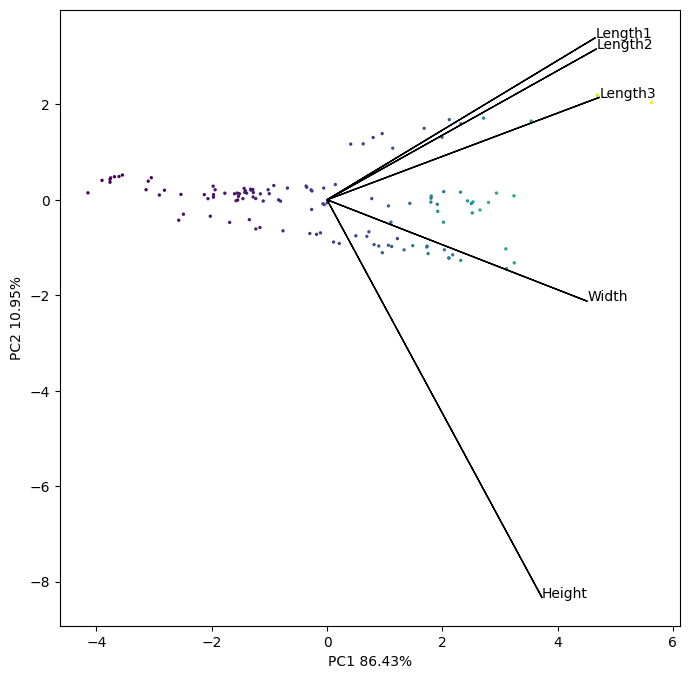 Length1
Length2
Length3
Width
Height
2
0
−2
−4
−6
−8
PC2 10.95%
−4
−2
0
2
4
6
PC1 86.43%